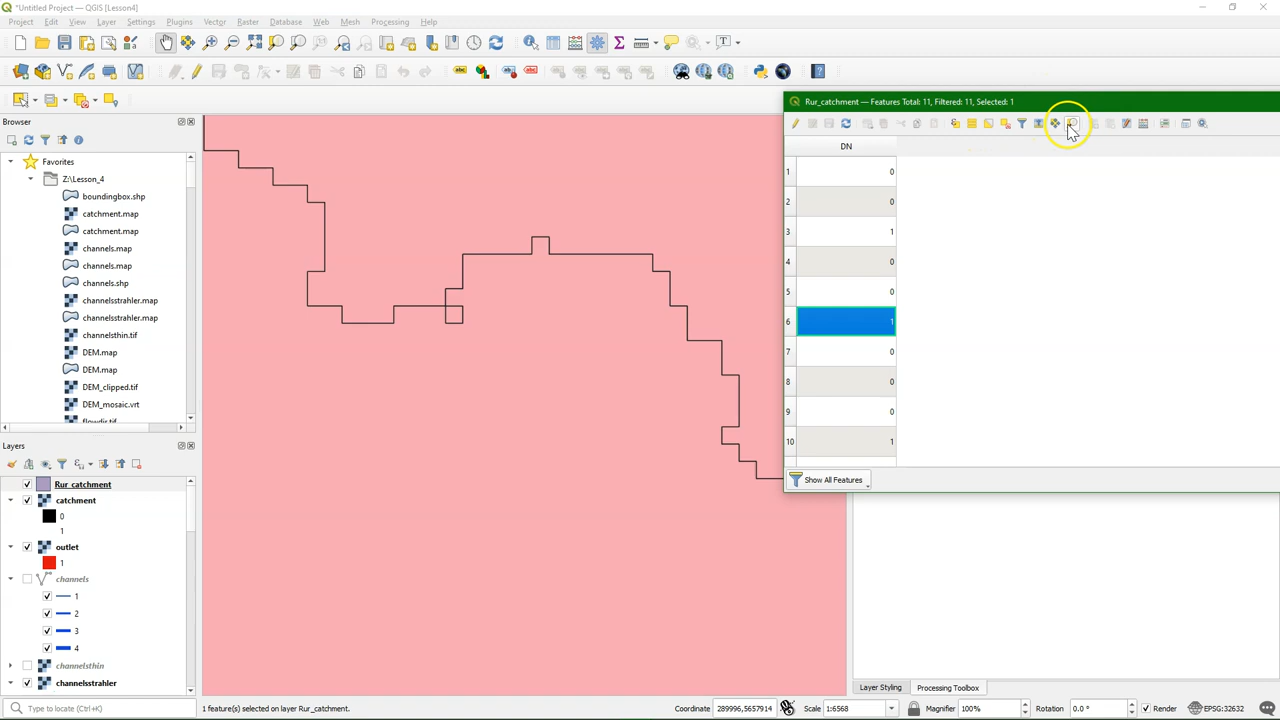 *Untitled Project — QGIS [Lesson4]
Project Edit View Layer Settings Plugins Vector Raster Database Web Mesh Processing Help
Browser
Favorites
Z:\Lesson_4
boundingbox.shp
catchment.map
catchment.map
channels.map
channels.map
channels.shp
channelsstrahler.map
channelsstrahler.map
channelsthin.tif
DEM.map
DEM.map
DEM_clipped.tif
DEM_mosaic.vrt
flowdir.tif
Layers
Rur_catchment
catchment
0
1
outlet
1
channels
1
2
3
4
channelsthin
channelsstrahler
Rur_catchment — Features Total: 11, Filtered: 11, Selected: 1
DN
1 0
2 0
3 1
4 0
5 0
6 1
7 0
8 0
9 0
10 1
Show All Features
Layer Styling Processing Toolbox
Type to locate (Ctrl+K) 1 feature(s) selected on layer Rur_catchment. Coordinate 289996,5657914 Scale 1:6568 Magnifier 100% Rotation 0.0 ° Render EPSG:32632